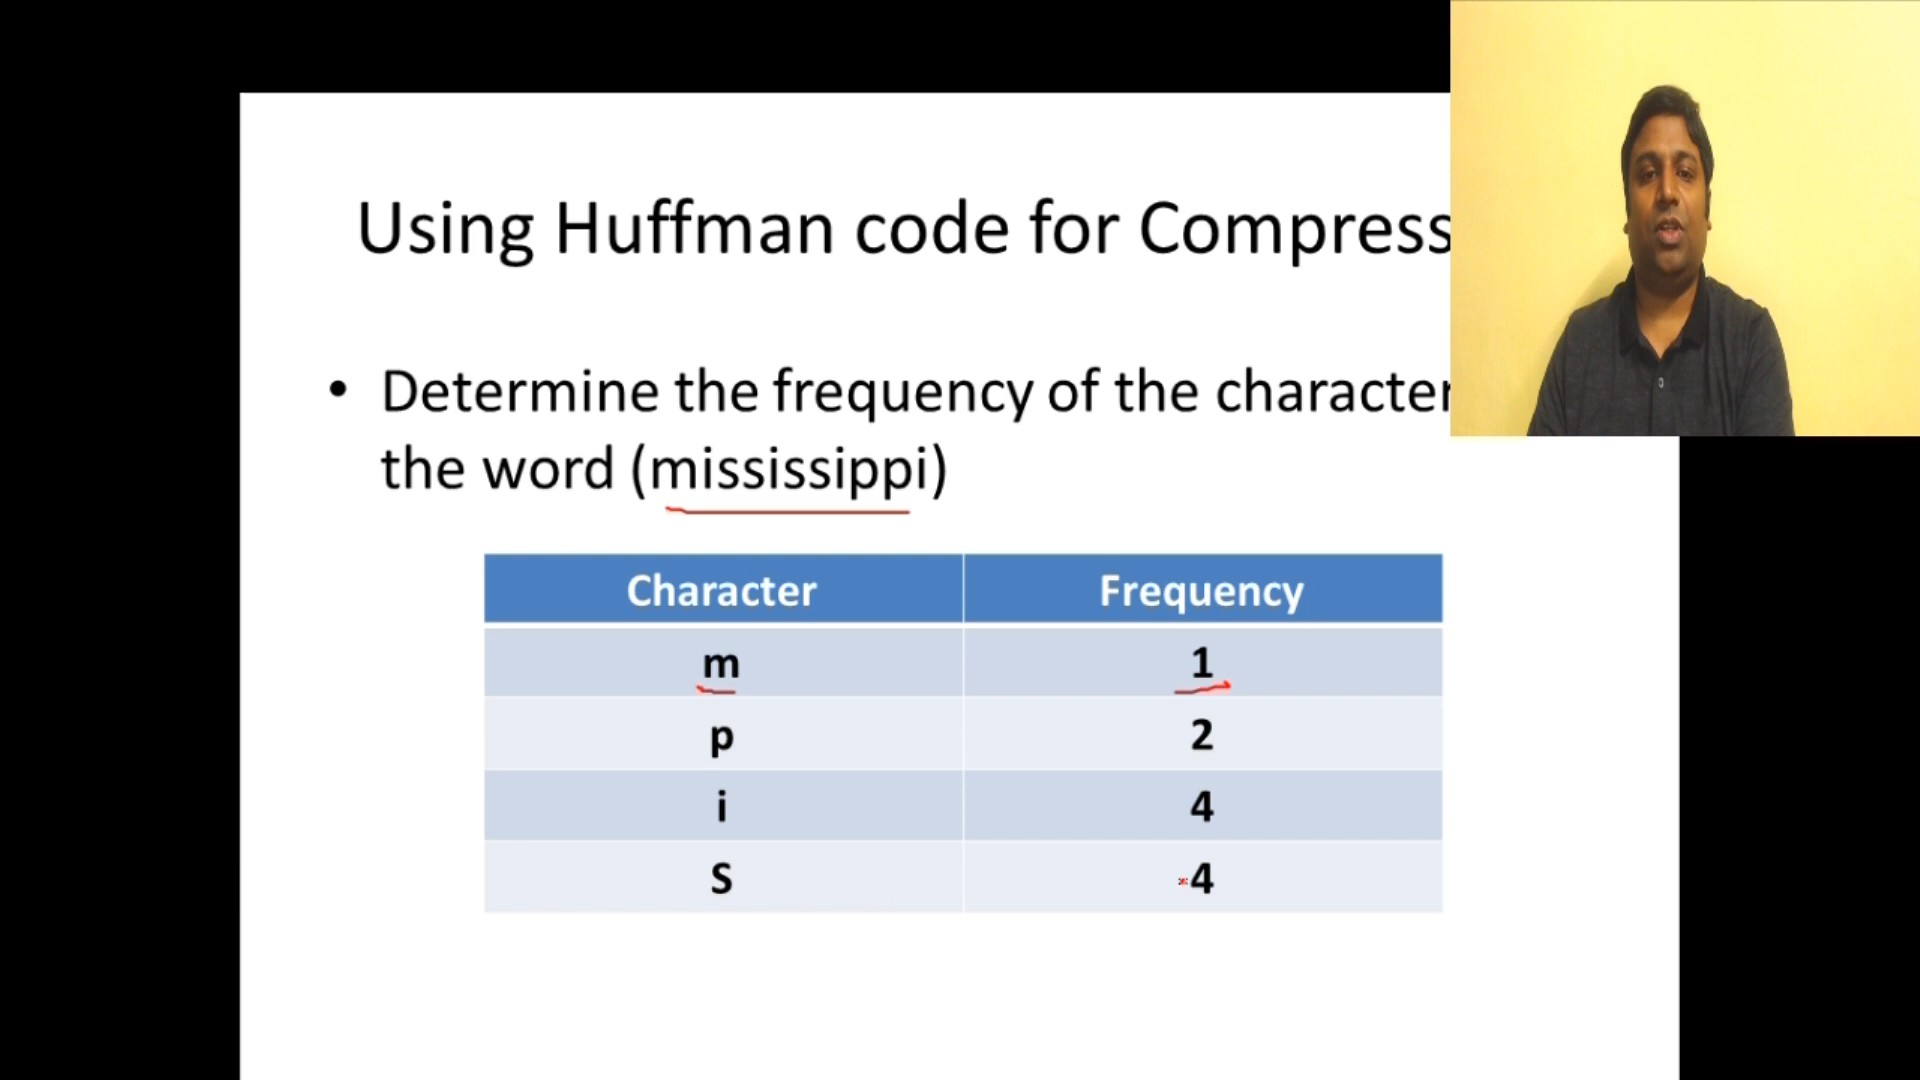 Using Huffman code for Compress
• Determine the frequency of the character
the word (mississippi)
Character Frequency
m 1
p 2
i 4
S 4